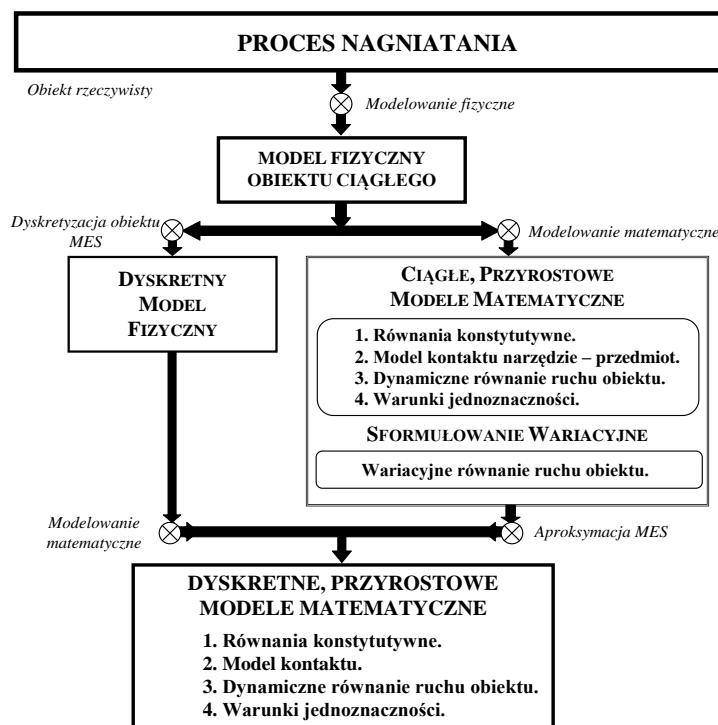 PROCES NAGNIATANIA
Obiekt rzeczywisty
Modelowanie fizyczne
MODEL FIZYCZNY
OBIEKTU CIĄGŁEGO
Dyskretyzacja obiektu
MES
Modelowanie matematyczne
DYSKRETNY
MODEL
FIZYCZNY
CIĄGŁE, PRZYROSTOWE
MODELE MATEMATYCZNE
1. Równania konstytutywne.
2. Model kontaktu narzędzie – przedmiot.
3. Dynamiczne równanie ruchu obiektu.
4. Warunki jednoznaczności.
SFORMUŁOWANIE WARIACYJNE
Wariacyjne równanie ruchu obiektu.
Modelowanie
matematyczne
Aproksymacja MES
DYSKRETNE, PRZYROSTOWE
MODELE MATEMATYCZNE
1. Równania konstytutywne.
2. Model kontaktu.
3. Dynamiczne równanie ruchu obiektu.
4. Warunki jednoznaczności.